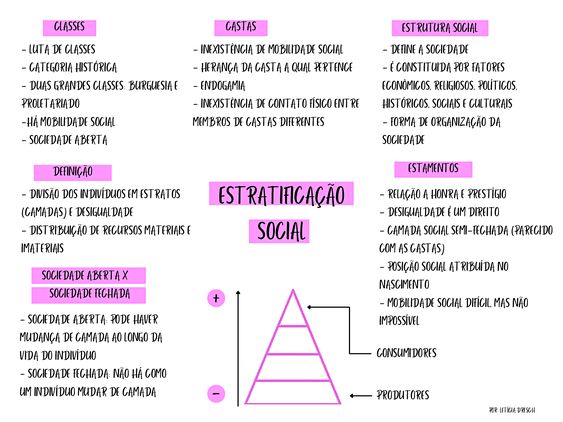 CLASSES
- LUTA DE CLASSES
- CATEGORIA HISTÓRICA
- DUAS GRANDES CLASSES: BURGUESIA E
PROLETARIADO
-HÁ MOBILIDADE SOCIAL
- SOCIEDADE ABERTA
CASTAS
- INEXISTÊNCIA DE MOBILIDADE SOCIAL
- HERANÇA DA CASTA A QUAL PERTENCE
- ENDOGAMIA
- INEXISTÊNCIA DE CONTATO FÍSICO ENTRE
MEMBROS DE CASTAS DIFERENTES
ESTRUTURA SOCIAL
- DEFINE A SOCIEDADE
- É CONSTITUIDA POR FATORES
ECONÔMICOS, RELIGIOSOS, POLÍTICOS,
HISTÓRICOS, SOCIAIS E CULTURAIS
- FORMA DE ORGANIZAÇÃO DA
SOCIEDADE
DEFINIÇÃO
- DIVISÃO DOS INDIVÍDUOS EM ESTRATOS
(CAMADAS) E DESIGUALDADE
- DISTRIBUIÇÃO DE RECURSOS MATERIAIS E
IMATERIAIS
ESTRATIFICAÇÃO
SOCIAL
ESTAMENTOS
- RELAÇÃO A HONRA E PRESTÍGIO
- DESIGUALDADE É UM DIREITO
- CAMADA SOCIAL SEMI-FECHADA (PARECIDO
COM AS CASTAS)
- POSIÇÃO SOCIAL ATRIBUÍDA NO
NASCIMENTO
- MOBILIDADE SOCIAL DIFÍCIL, MAS NÃO
IMPOSSÍVEL
SOCIEDADE ABERTA X
SOCIEDADE FECHADA
- SOCIEDADE ABERTA: PODE HAVER
MUDANÇA DE CAMADA AO LONGO DA
VIDA DO INDIVÍDUO
- SOCIEDADE FECHADA: NÃO HÁ COMO
UM INDIVÍDUO MUDAR DE CAMADA
+
-
CONSUMIDORES
PRODUTORES
POR: LETÍCIA